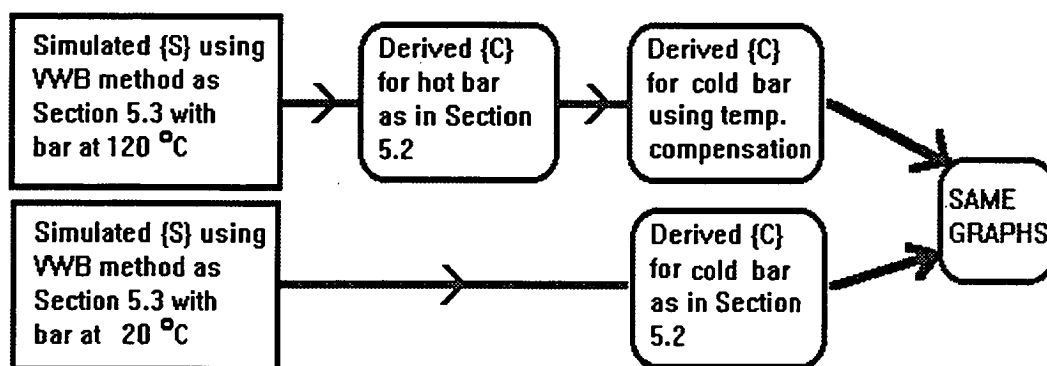 Simulated {S} using
VWB method as
Section 5.3 with
bar at 120 °C
Derived {C}
for hot bar
as in Section
5.2
Derived {C}
for cold bar
using temp.
compensation
SAME
GRAPHS
Simulated {S} using
VWB method as
Section 5.3 with
bar at 20 °C
Derived {C}
for cold bar
as in Section
5.2